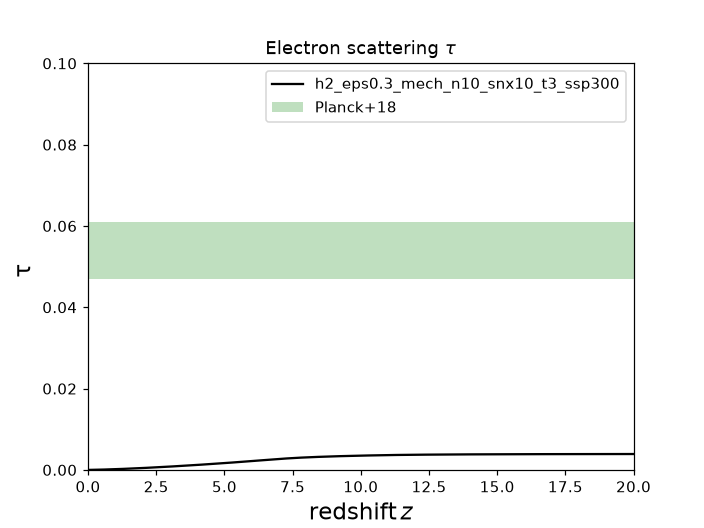 Electron scattering τ
h2_eps0.3_mech_n10_snx10_t3_ssp300
Planck+18
τ
0.10
0.08
0.06
0.04
0.02
0.00
0.0 2.5 5.0 7.5 10.0 12.5 15.0 17.5 20.0
redshift z